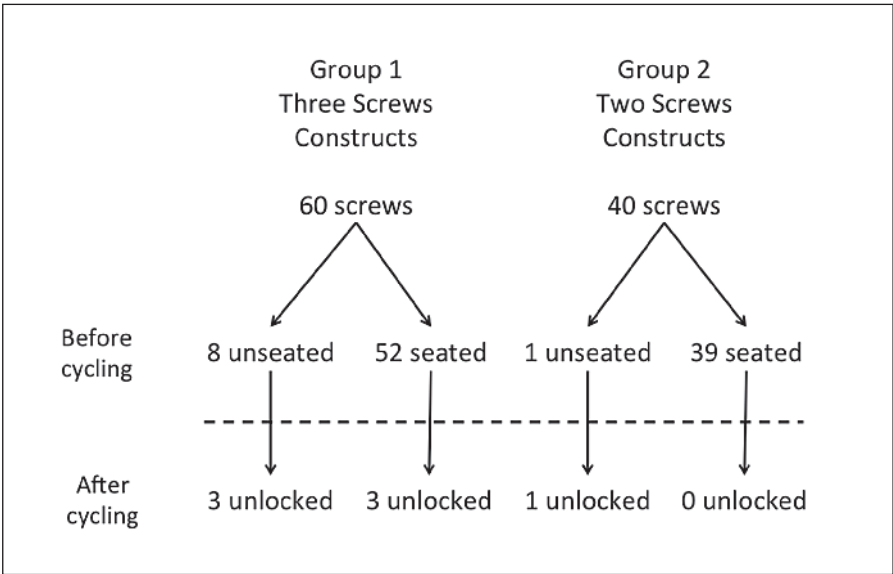 Group 1
Three Screws
Constructs
Group 2
Two Screws
Constructs
60 screws
40 screws
Before
cycling
8 unseated
52 seated
1 unseated
39 seated
After
cycling
3 unlocked
3 unlocked
1 unlocked
0 unlocked